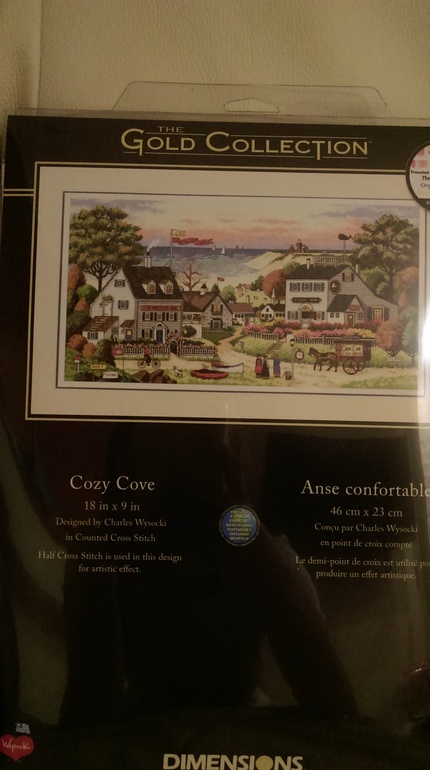 THE
GOLD COLLECTION
Cozy Cove
18 in x 9 in
Designed by Charles Wysocki
in Counted Cross Stitch
Half Cross Stitch is used in this design
for artistic effect.
Anse confortable
46 cm x 23 cm
Conçu par Charles Wysocki
en point de croix compté
Le demi-point de croix est utilisé
produire un effet artistique.
Wysocki
DIMENSIONS